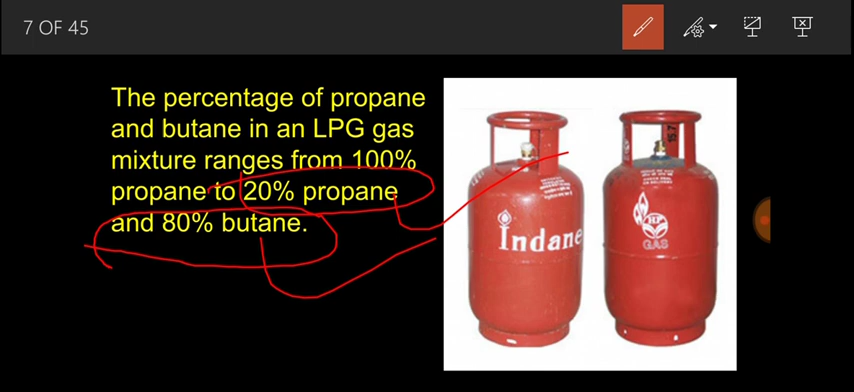 7 OF 45
The percentage of propane
and butane in an LPG gas
mixture ranges from 100%
propane to 20% propane
and 80% butane.
Indane
HP
GAS